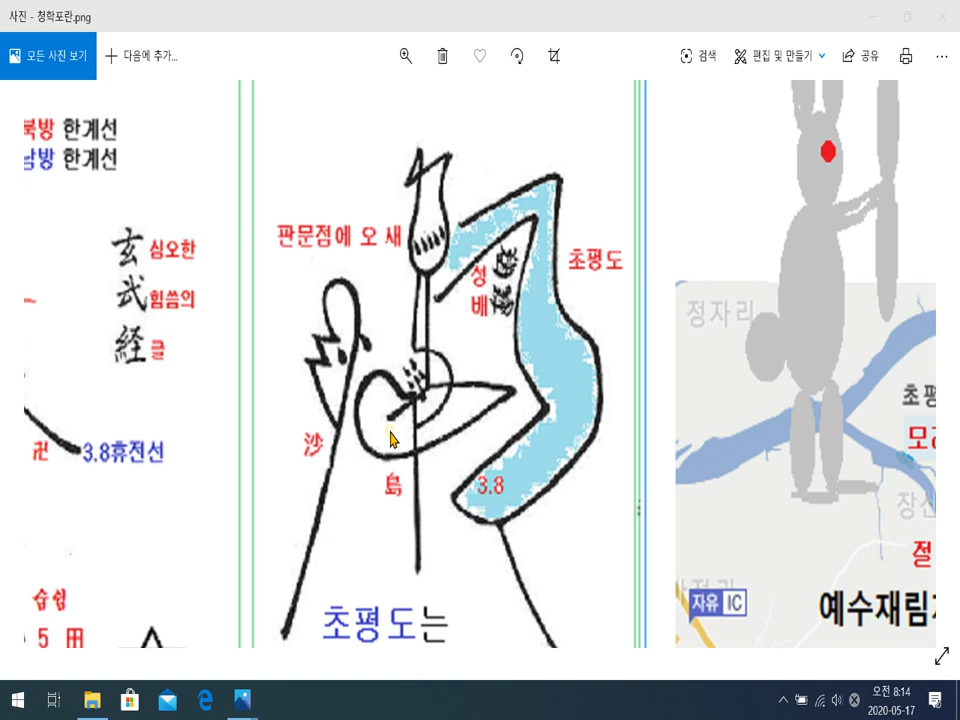 사진 - 청학포란.png
모든 사진 보기
다음에 추가...
검색
편집 및 만들기
공유
북방 한계선
남방 한계선
玄 심오한
武 힘씀의
経 글
卍
3.8휴전선
습쉽
5 田
판문점에 오 새
성
베
초평도
沙
島
3.8
초평도는
정자리
초평
모
장산
절
자유 IC
예수재림
오전 8:14
2020-05-17